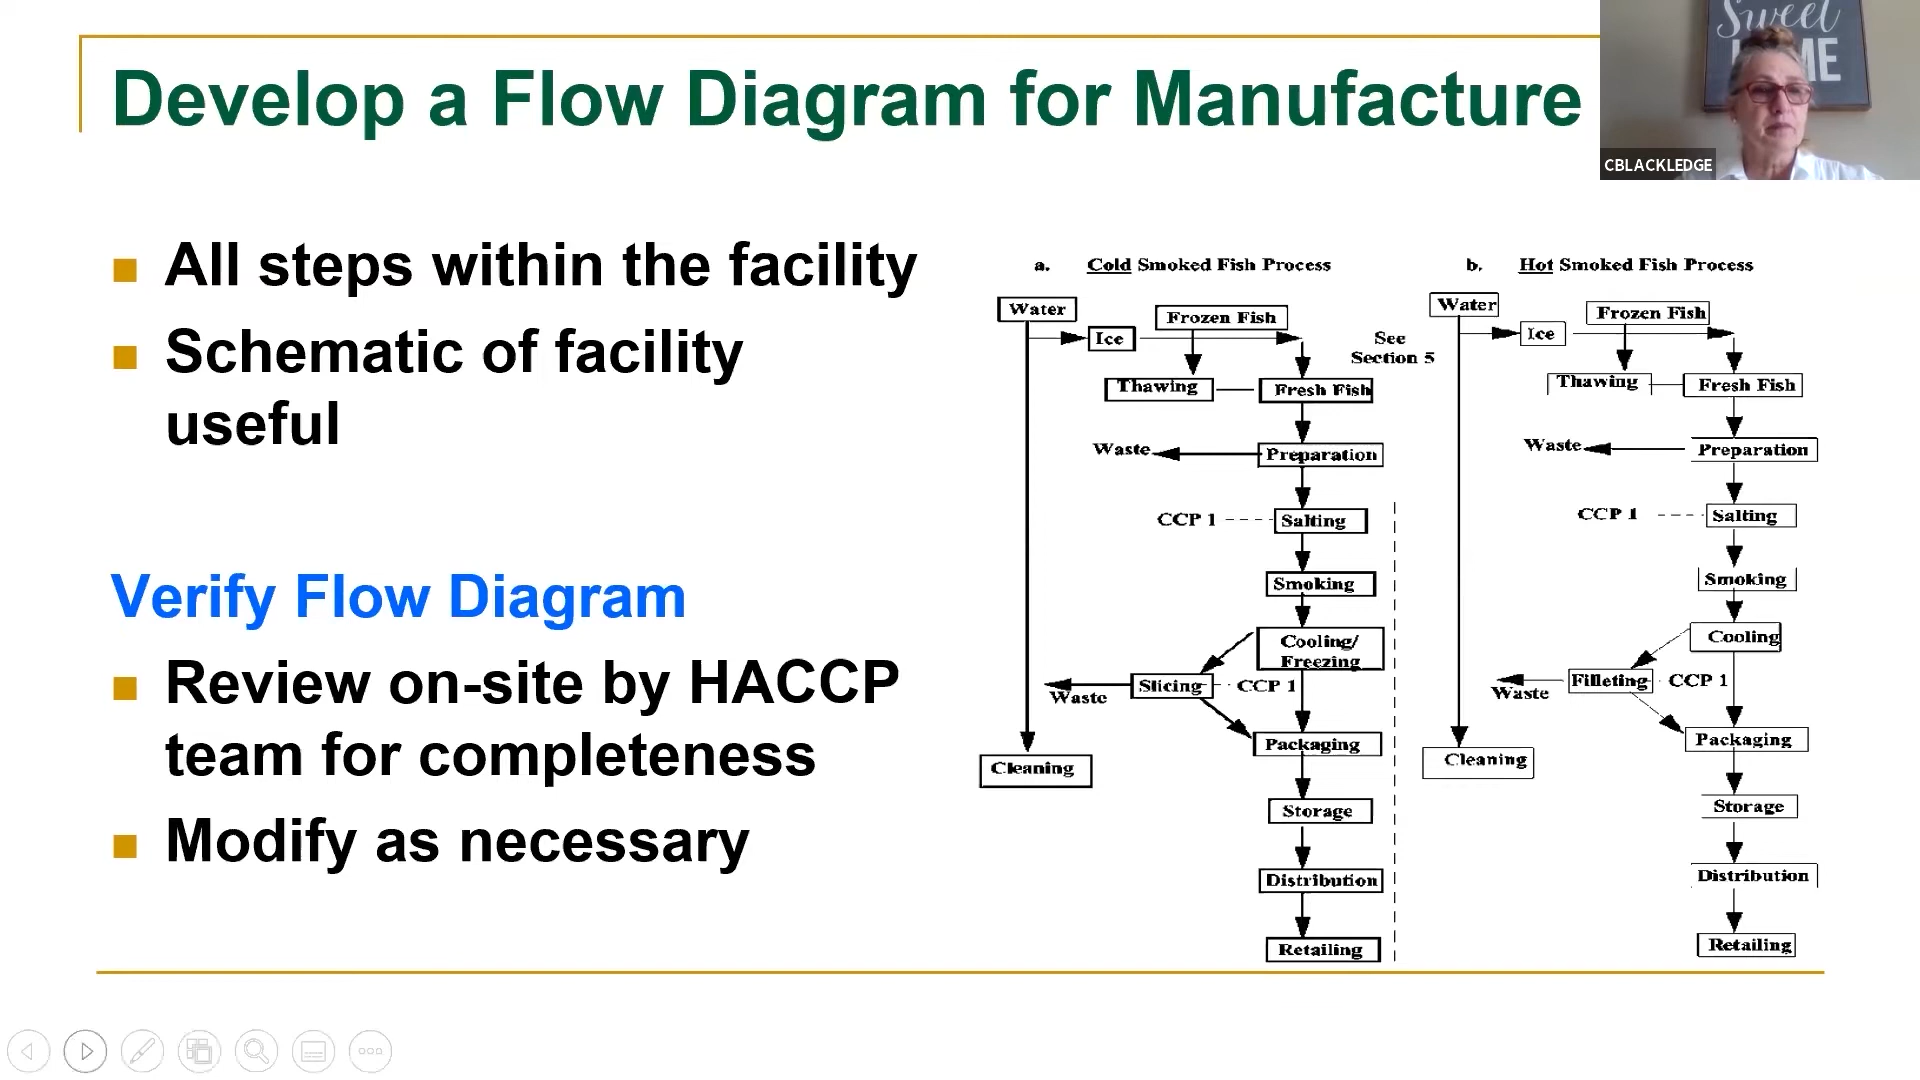 Develop a Flow Diagram for Manufacture
Sweet
CBLACKLEDGE
All steps within the facility
Schematic of facility
useful
Verify Flow Diagram
Review on-site by HACCP
team for completeness
Modify as necessary
a. Cold Smoked Fish Process
Water
Frozen Fish
Ice
See
Section 5
Thawing
Fresh Fish
Waste
Preparation
CCP 1
Salting
Smoking
Cooling/
Freezing
Slicing
CCP 1
Waste
Packaging
Cleaning
Storage
Distribution
Retailing
b. Hot Smoked Fish Process
Water
Frozen Fish
Ice
Thawing
Fresh Fish
Waste
Preparation
CCP 1
Salting
Smoking
Cooling
Filleting
CCP 1
Waste
Packaging
Cleaning
Storage
Distribution
Retailing